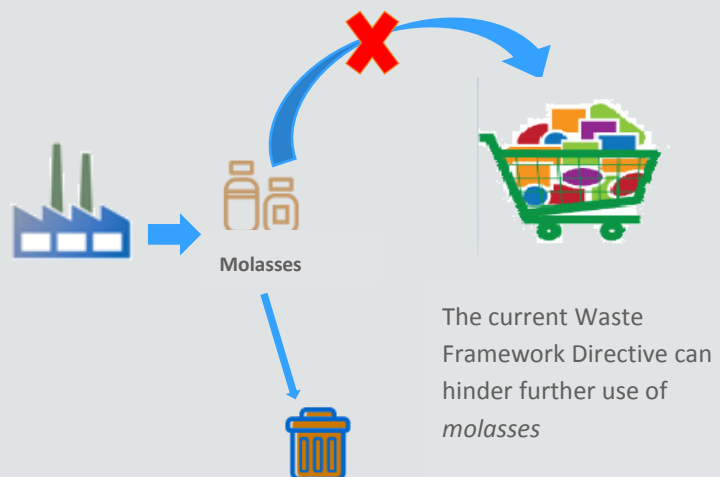 Molasses
The current Waste
Framework Directive can
hinder further use of
molasses